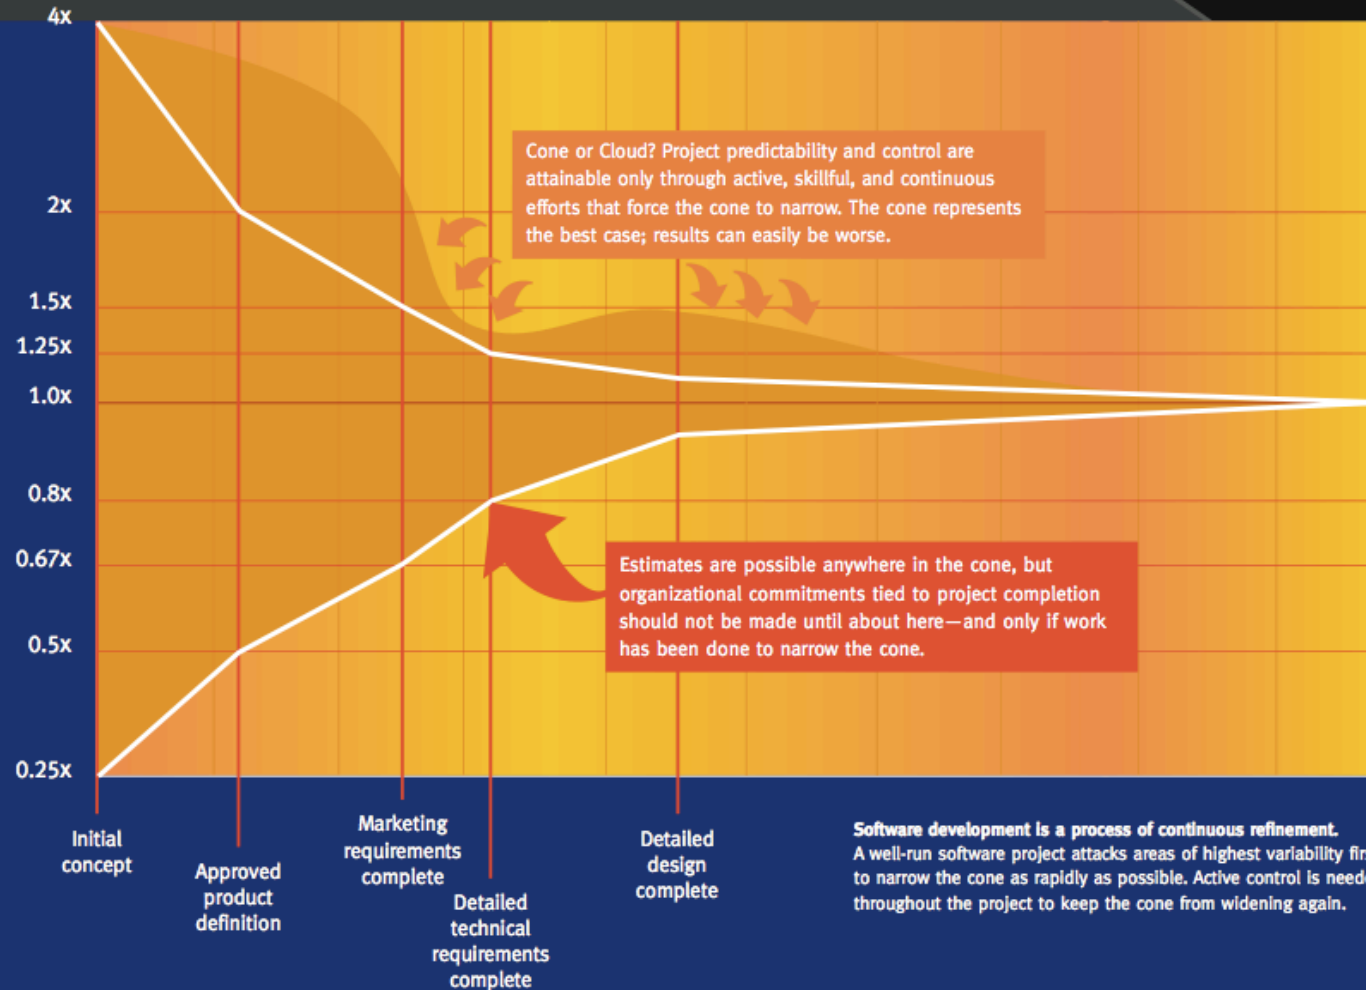 4x
2x
1.5x
1.25x
1.0x
0.8x
0.67x
0.5x
0.25x
Cone or Cloud? Project predictability and control are
attainable only through active, skillful, and continuous
efforts that force the cone to narrow. The cone represents
the best case; results can easily be worse.
Estimates are possible anywhere in the cone, but
organizational commitments tied to project completion
should not be made until about here—and only if work
has been done to narrow the cone.
Initial
concept
Approved
product
definition
Marketing
requirements
complete
Detailed
technical
requirements
complete
Detailed
design
complete
Software development is a process of continuous refinement.
A well-run software project attacks areas of highest variability
to narrow the cone as rapidly as possible. Active control is
throughout the project to keep the cone from widening again.